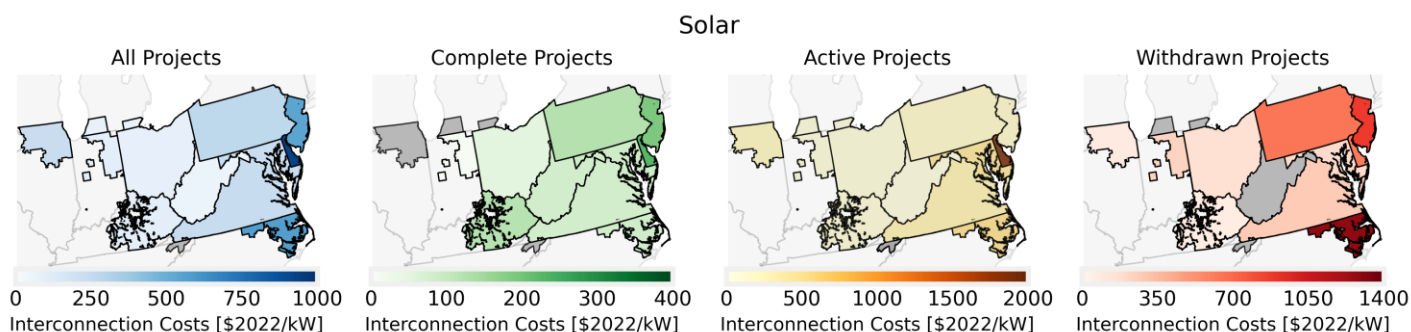 Solar
All Projects
Complete Projects
Active Projects
Withdrawn Projects
0 250 500 750 1000
Interconnection Costs [$2022/kW]
0 100 200 300 400
Interconnection Costs [$2022/kW]
0 500 1000 1500 2000
Interconnection Costs [$2022/kW]
0 350 700 1050 1400
Interconnection Costs [$2022/kW]